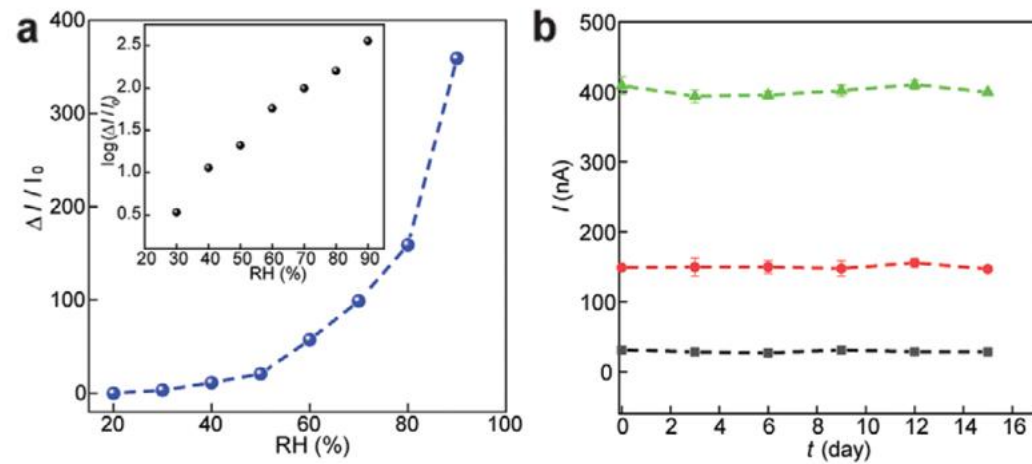 a
400
300
200
100
0
Δ I / I0
20 40 60 80 100
RH (%)
2.5
2.0
1.5
1.0
0.5
log(Δ I / I0)
20 30 40 50 60 70 80 90
RH (%)
b
500
400
300
200
100
0
I (nA)
0 2 4 6 8 10 12 14 16
t (day)